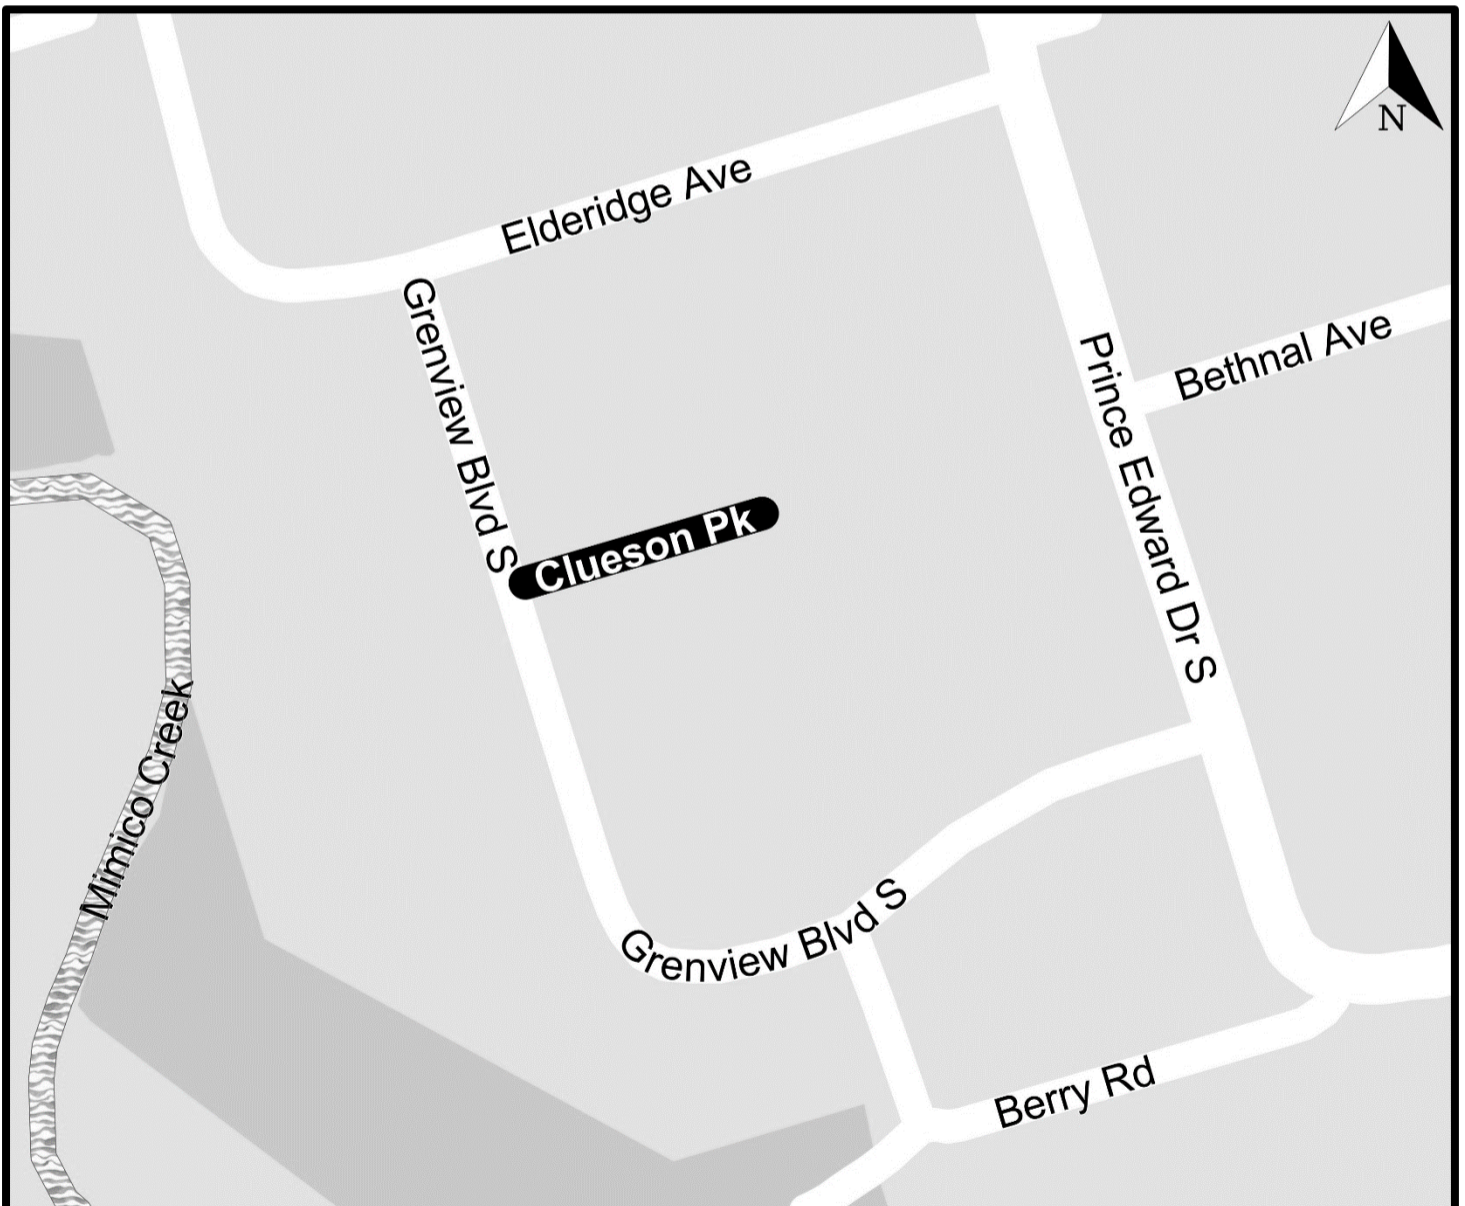 N
Elderidge Ave
Grenview Blvd S
Bethnal Ave
Prince Edward Dr S
Clueson Pk
Mimico Creek
Grenview Blvd S
Berry Rd